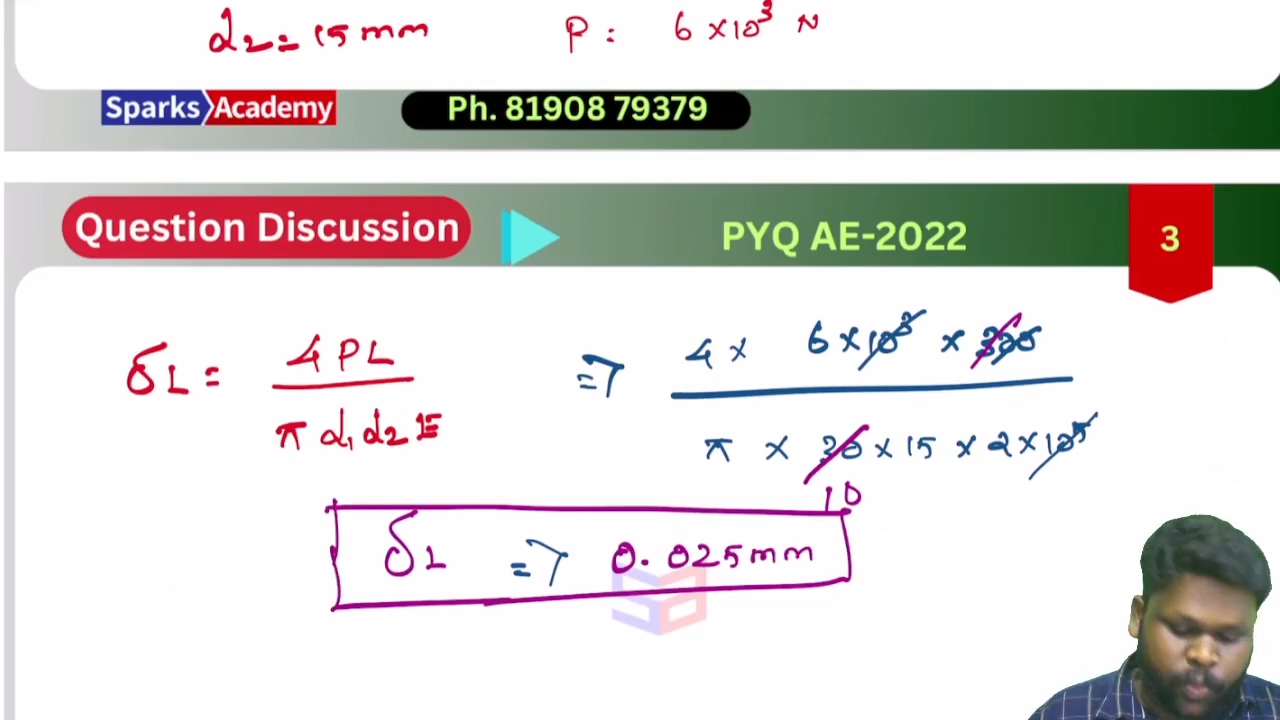 d₂ = 15 mm P : 6 × 10³ N
Sparks Academy Ph. 81908 79379
Question Discussion PYQ AE-2022 3
δL = 4PL / π d₁ d₂ E => 4 × 6 × 10³ × 300 / π × 30 × 15 × 2 × 10⁵
10
δL => 0.025 mm